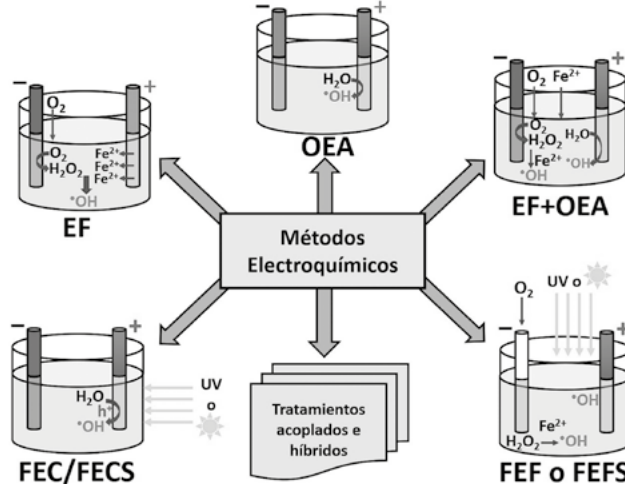 − +
H₂O
•OH
OEA
− +
O₂
O₂
H₂O₂
Fe²⁺
Fe²⁺
Fe²⁺
•OH
EF
− +
O₂ Fe²⁺
O₂
H₂O₂
H₂O
Fe²⁺
•OH
•OH
EF+OEA
Métodos
Electroquímicos
− +
H₂O
h⁺
•OH
UV
o
FEC/FECS
Tratamientos
acoplados e
híbridos
O₂
UV o
− +
•OH
Fe²⁺
H₂O₂ •OH
FEF o FEFS